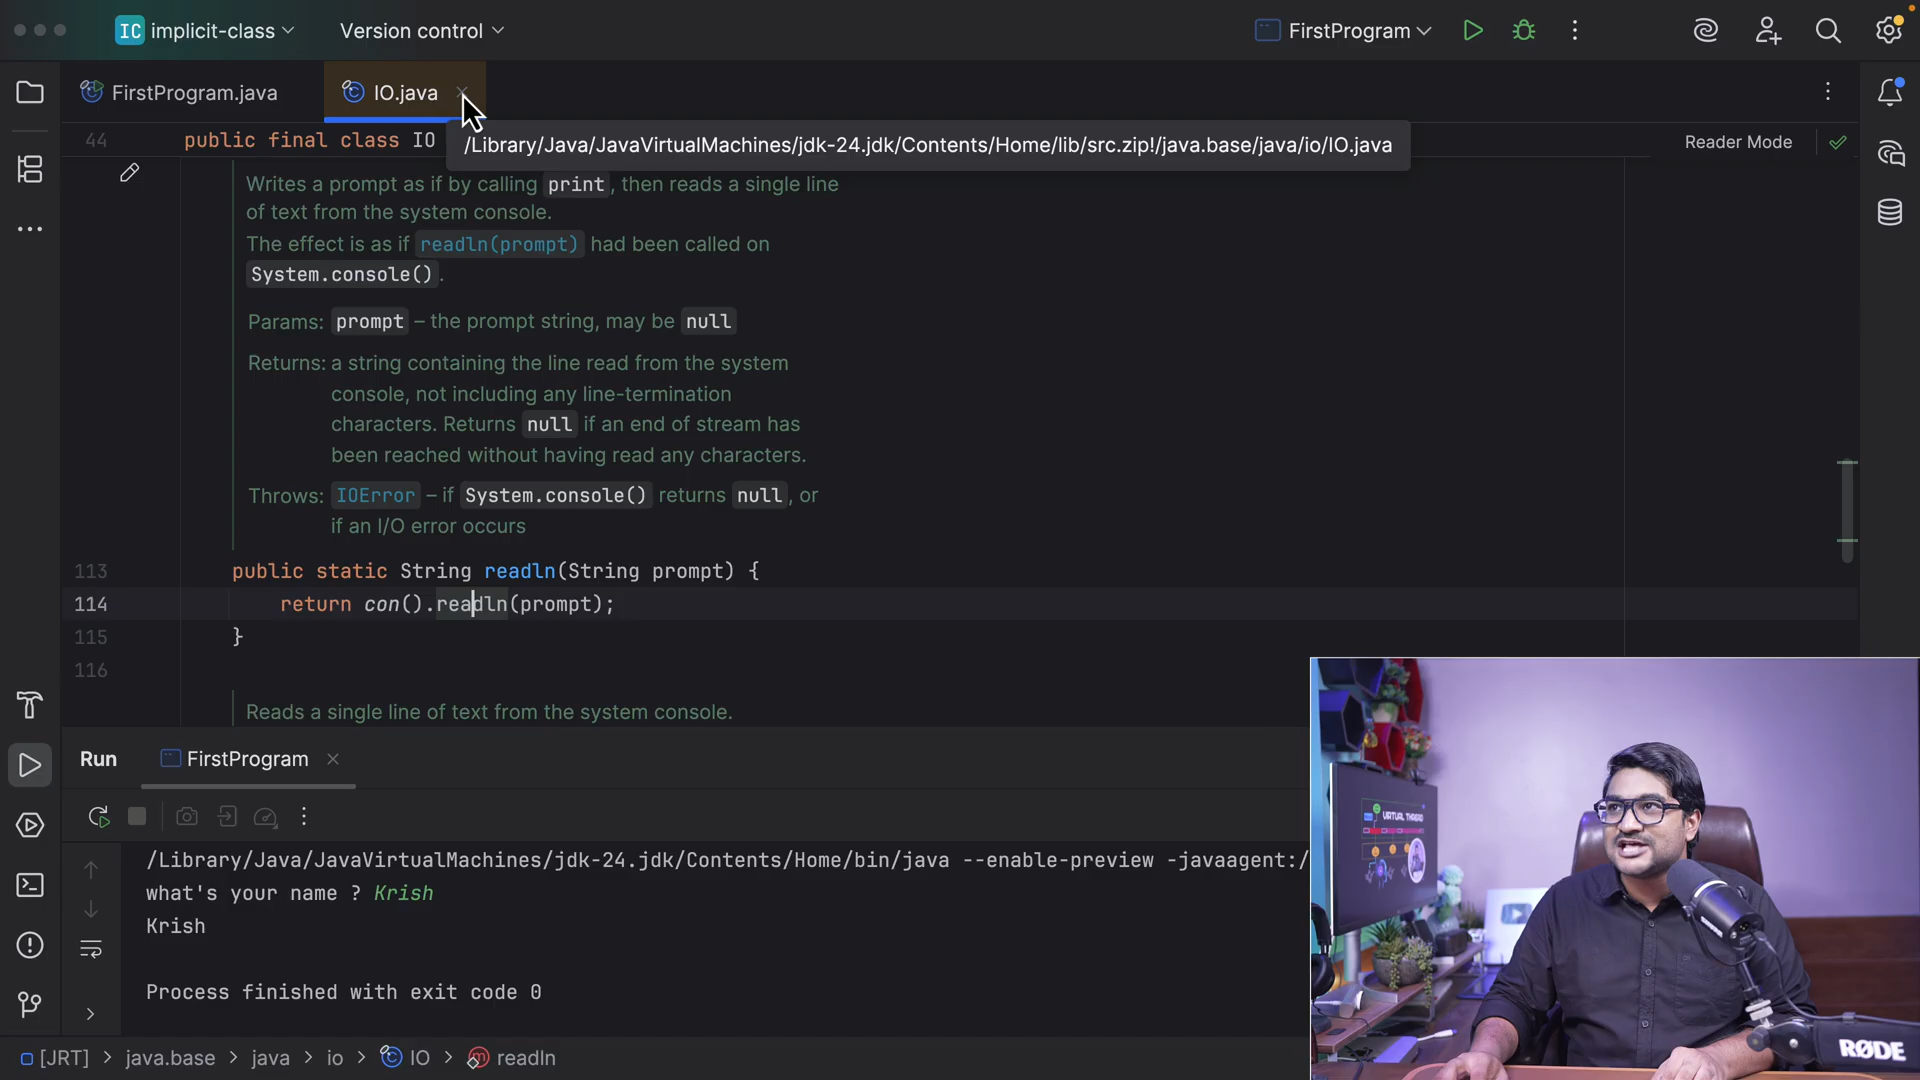 IC implicit-class
Version control
FirstProgram
FirstProgram.java
IO.java
44 public final class IO
/Library/Java/JavaVirtualMachines/jdk-24.jdk/Contents/Home/lib/src.zip!/java.base/java/io/IO.java
Reader Mode
Writes a prompt as if by calling print, then reads a single line
of text from the system console.
The effect is as if readln(prompt) had been called on
System.console().
Params: prompt – the prompt string, may be null
Returns: a string containing the line read from the system
console, not including any line-termination
characters. Returns null if an end of stream has
been reached without having read any characters.
Throws: IOError – if System.console() returns null, or
if an I/O error occurs
113 public static String readln(String prompt) {
114 return con().readln(prompt);
115 }
116
Reads a single line of text from the system console.
Run FirstProgram
/Library/Java/JavaVirtualMachines/jdk-24.jdk/Contents/Home/bin/java --enable-preview -javaagent:/
what's your name ? Krish
Krish
Process finished with exit code 0
[JRT] > java.base > java > io > IO > readln
VIRTUAL THREAD
RØDE